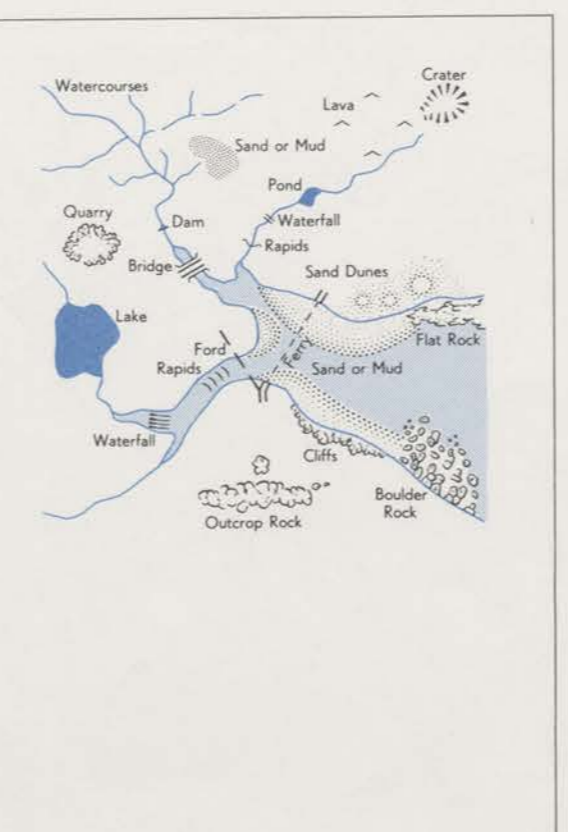 Crater
Watercourses
Lava
Sand or Mud
Pond
Quarry
Dam
Waterfall
Rapids
Bridge
Sand Dunes
Lake
Ford
Ferry
Flat Rock
Rapids
Sand or Mud
Waterfall
Cliffs
Boulder
Rock
Outcrop Rock